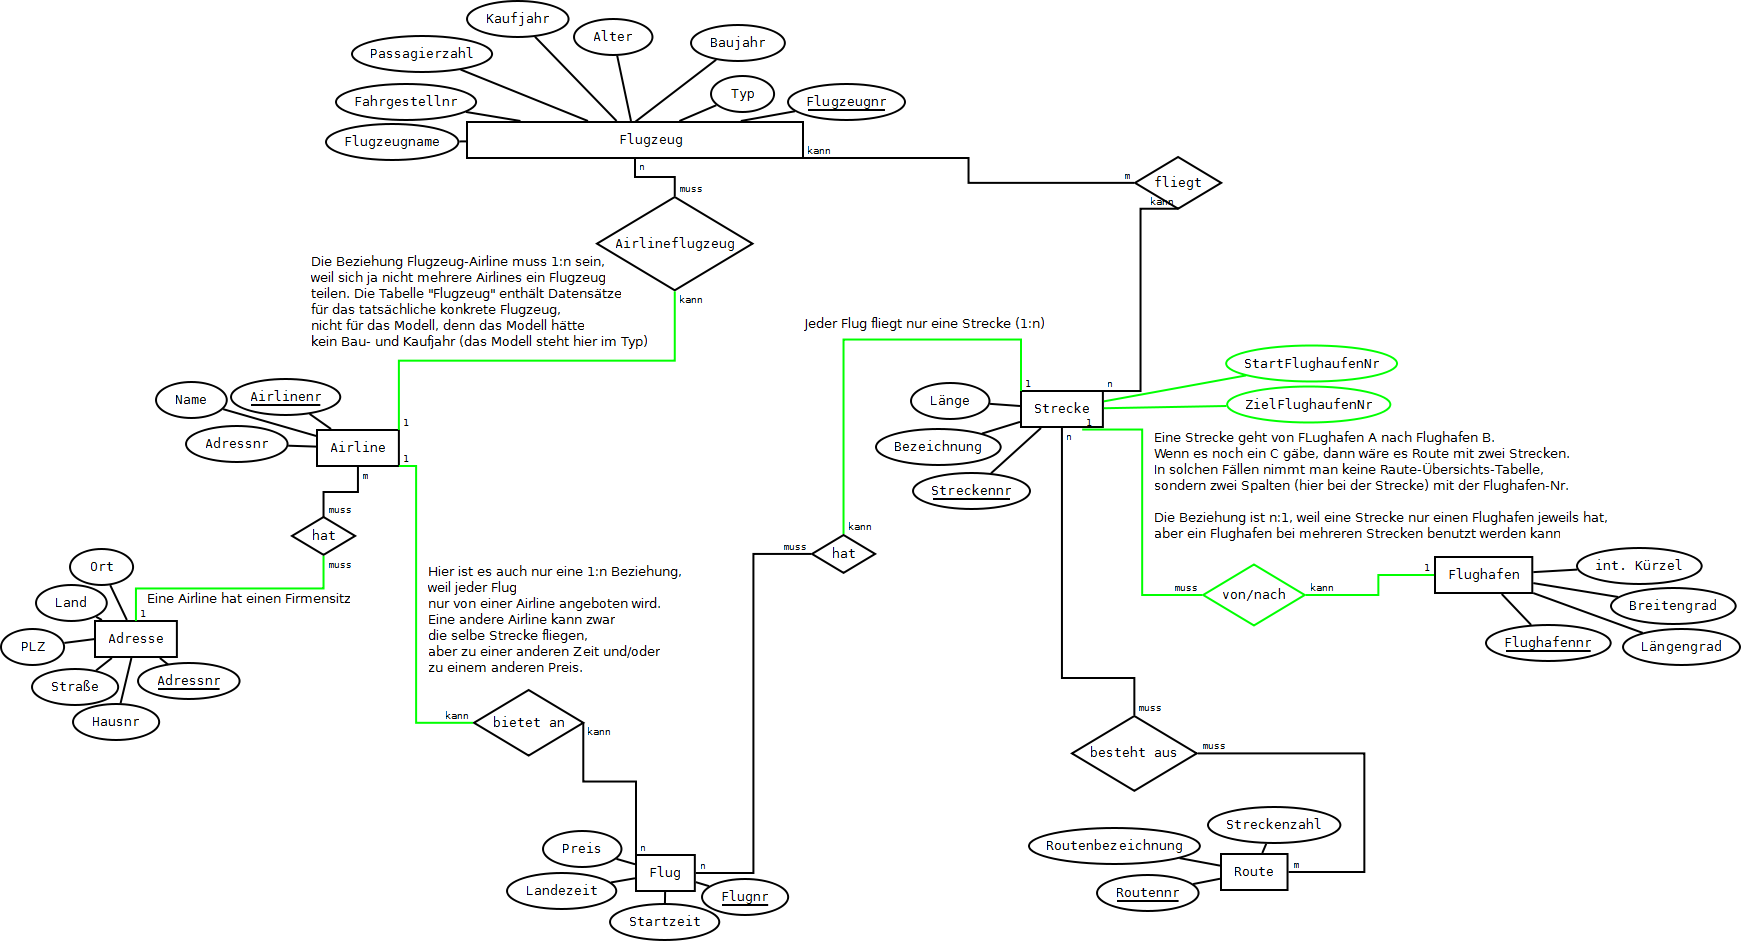 Kaufjahr
Alter
Baujahr
Passagierzahl
Typ
Fahrgestellnr
Flugzeugnr
Flugzeugname
Flugzeug
kann
n
muss
m
fliegt
kann
Airlineflugzeug
Die Beziehung Flugzeug-Airline muss 1:n sein,
weil sich ja nicht mehrere Airlines ein Flugzeug
teilen. Die Tabelle "Flugzeug" enthält Datensätze
für das tatsächliche konkrete Flugzeug,
nicht für das Modell, denn das Modell hätte
kein Bau- und Kaufjahr (das Modell steht hier im Typ)
kann
Jeder Flug fliegt nur eine Strecke (1:n)
StartFlughaufenNr
ZielFlughaufenNr
1
n
Länge
Strecke
1
n
Bezeichnung
Streckennr
Name
Airlinenr
Adressnr
1
Airline
1
m
Eine Strecke geht von FLughafen A nach Flughafen B.
Wenn es noch ein C gäbe, dann wäre es Route mit zwei Strecken.
In solchen Fällen nimmt man keine Raute-Übersichts-Tabelle,
sondern zwei Spalten (hier bei der Strecke) mit der Flughafen-Nr.
Die Beziehung ist n:1, weil eine Strecke nur einen Flughafen jeweils hat,
aber ein Flughafen bei mehreren Strecken benutzt werden kann
muss
hat
muss
kann
muss
hat
Ort
Land
Eine Airline hat einen Firmensitz
1
Adresse
PLZ
Straße
Adressnr
Hausnr
Hier ist es auch nur eine 1:n Beziehung,
weil jeder Flug
nur von einer Airline angeboten wird.
Eine andere Airline kann zwar
die selbe Strecke fliegen,
aber zu einer anderen Zeit und/oder
zu einem anderen Preis.
muss
von/nach
kann
1
Flughafen
int. Kürzel
Breitengrad
Flughafennr
Längengrad
kann
bietet an
kann
muss
besteht aus
muss
n
Preis
Flug
n
Landezeit
Flugnr
Startzeit
Streckenzahl
Routenbezeichnung
m
Route
Routennr